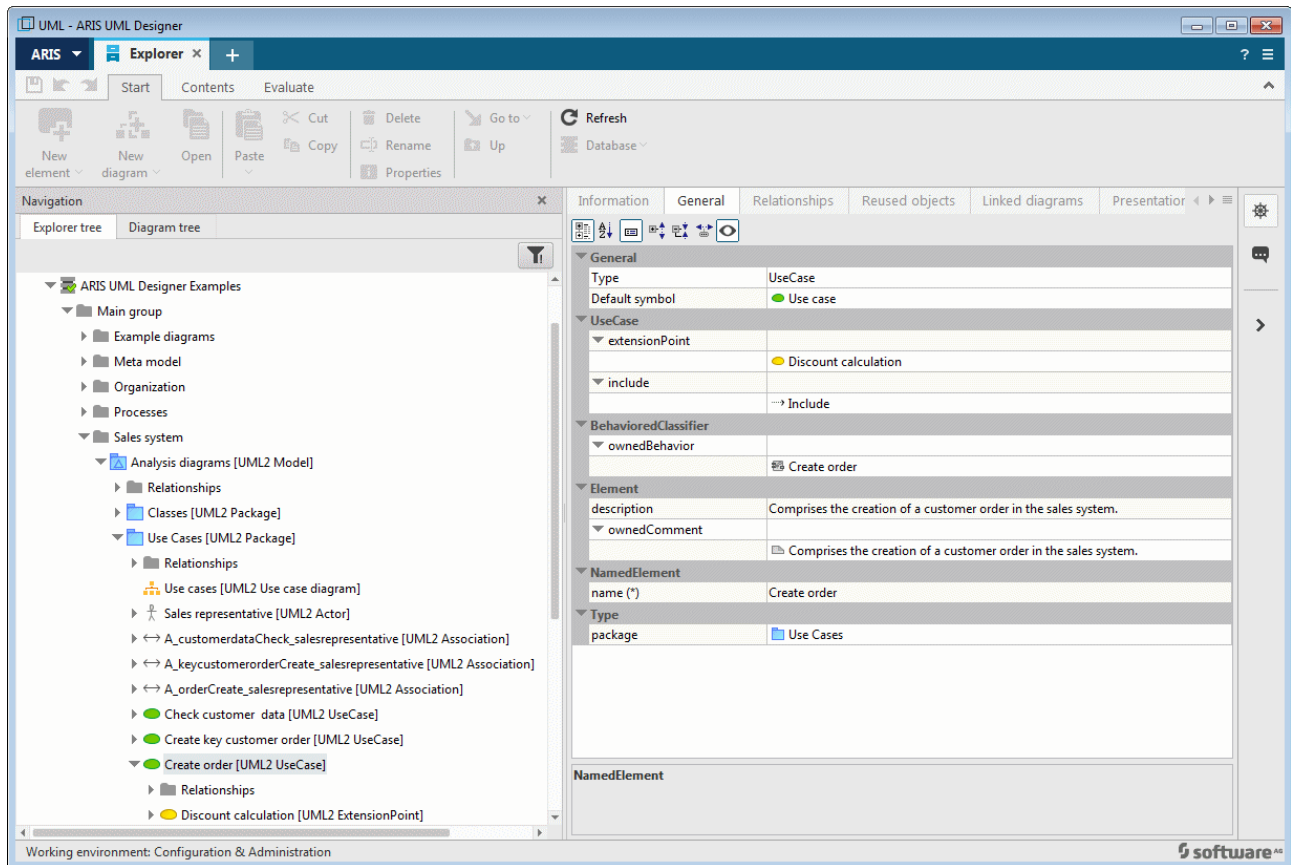 UML - ARIS UML Designer
ARIS Explorer × +
? ≡
Start Contents Evaluate
New element
New diagram
Open
Paste
Cut
Copy
Delete
Rename
Properties
Go to
Up
Refresh
Database
Navigation
Explorer tree Diagram tree
ARIS UML Designer Examples
Main group
Example diagrams
Meta model
Organization
Processes
Sales system
Analysis diagrams [UML2 Model]
Relationships
Classes [UML2 Package]
Use Cases [UML2 Package]
Relationships
Use cases [UML2 Use case diagram]
Sales representative [UML2 Actor]
A_customerdataCheck_salesrepresentative [UML2 Association]
A_keycustomerorderCreate_salesrepresentative [UML2 Association]
A_orderCreate_salesrepresentative [UML2 Association]
Check customer data [UML2 UseCase]
Create key customer order [UML2 UseCase]
Create order [UML2 UseCase]
Relationships
Discount calculation [UML2 ExtensionPoint]
Information General Relationships Reused objects Linked diagrams Presentation
General
Type UseCase
Default symbol Use case
UseCase
extensionPoint
Discount calculation
include
Include
BehavioredClassifier
ownedBehavior
Create order
Element
description Comprises the creation of a customer order in the sales system.
ownedComment
Comprises the creation of a customer order in the sales system.
NamedElement
name (*) Create order
Type
package Use Cases
NamedElement
Working environment: Configuration & Administration
software AG